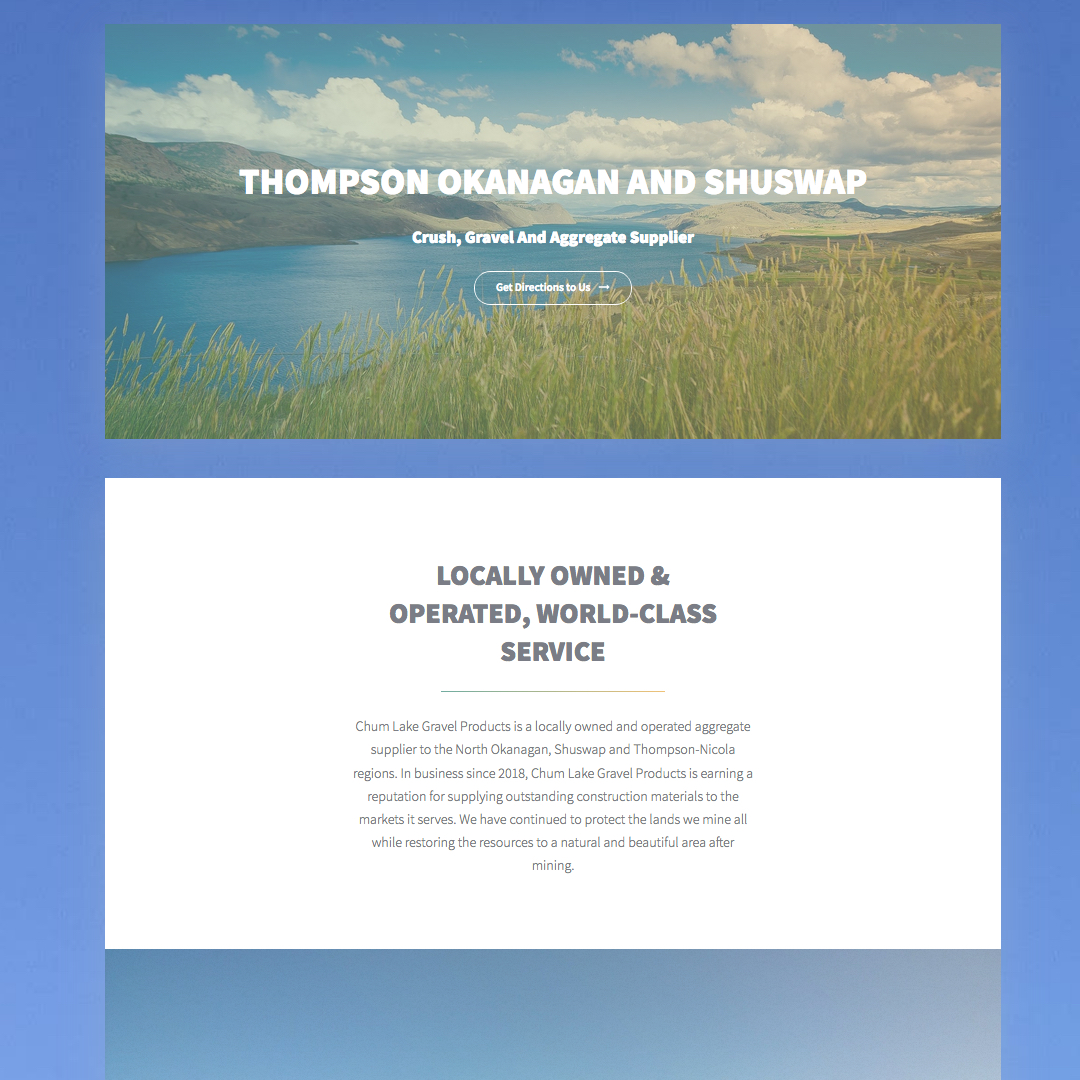 THOMPSON OKANAGAN AND SHUSWAP
Crush, Gravel And Aggregate Supplier
Get Directions to Us →
LOCALLY OWNED &
OPERATED, WORLD-CLASS
SERVICE
Chum Lake Gravel Products is a locally owned and operated aggregate
supplier to the North Okanagan, Shuswap and Thompson-Nicola
regions. In business since 2018, Chum Lake Gravel Products is earning a
reputation for supplying outstanding construction materials to the
markets it serves. We have continued to protect the lands we mine all
while restoring the resources to a natural and beautiful area after
mining.